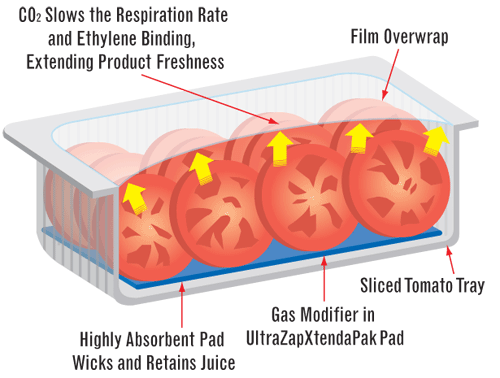 CO₂ Slows the Respiration Rate
and Ethylene Binding,
Extending Product Freshness
Film Overwrap
Sliced Tomato Tray
Gas Modifier in
UltraZapXtendaPak Pad
Highly Absorbent Pad
Wicks and Retains Juice